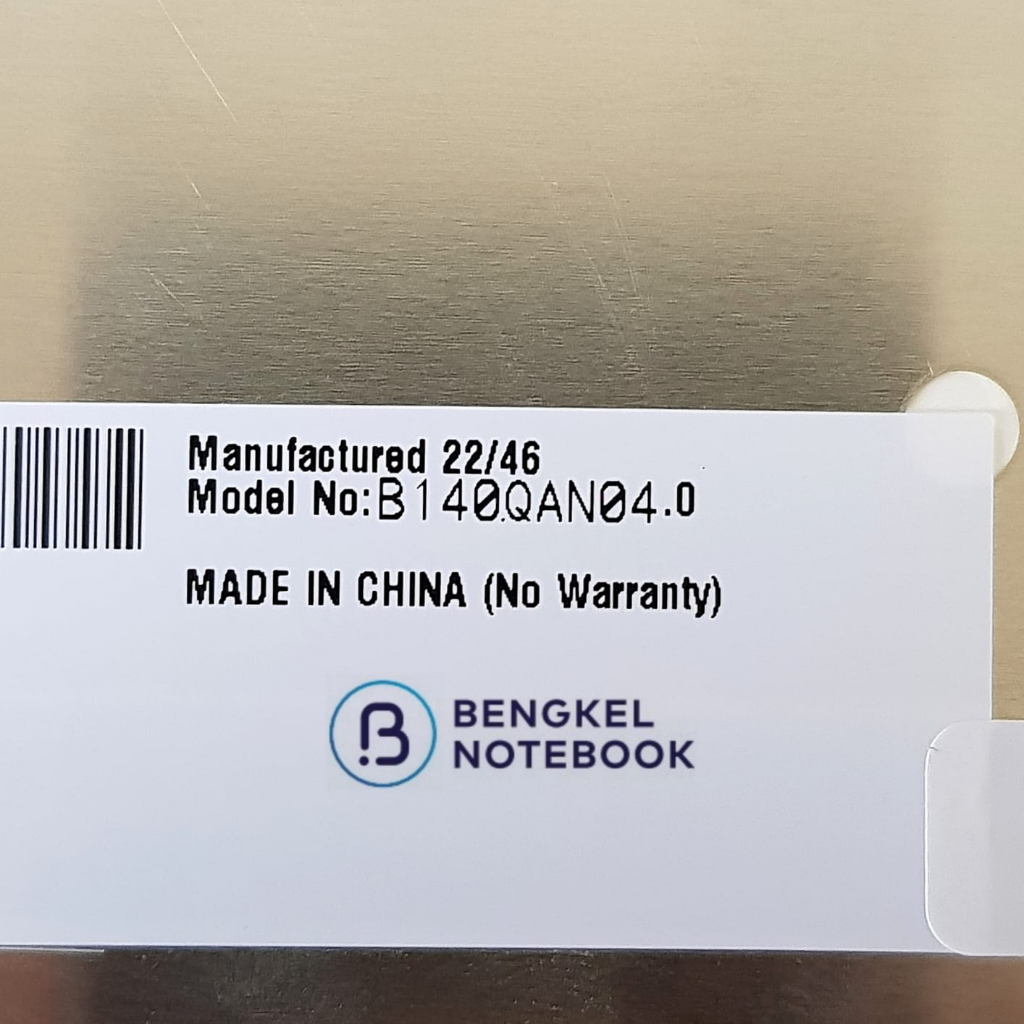 Manufactured 22/46
Model No:B140QAN04.0
MADE IN CHINA (No Warranty)
B BENGKEL
NOTEBOOK